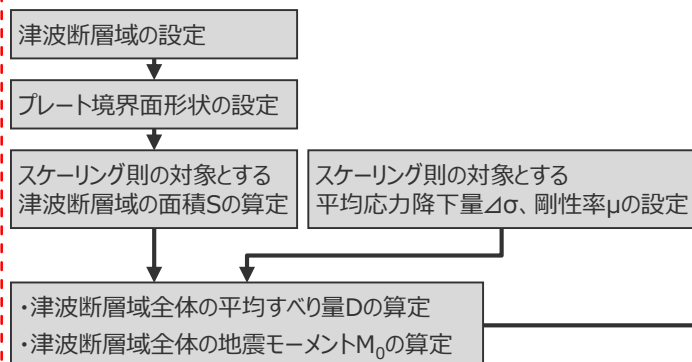 津波断層域の設定
プレート境界面形状の設定
スケーリング則の対象とする
津波断層域の面積Sの算定
スケーリング則の対象とする
平均応力降下量⊿σ、剛性率μの設定
・津波断層域全体の平均すべり量Dの算定
・津波断層域全体の地震モーメントM₀の算定